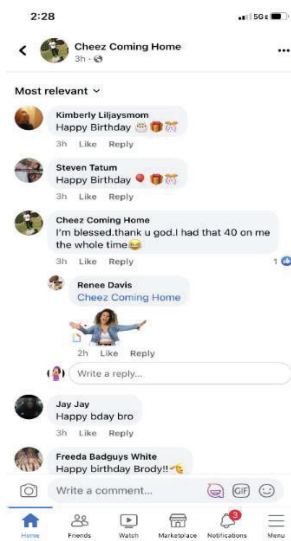 2:28
5GE
Cheez Coming Home
3h ·
Most relevant
Kimberly Liljaysmom
Happy Birthday 🎂🎁🎊
3h Like Reply
Steven Tatum
Happy Birthday 🎈🎁🎊
3h Like Reply
Cheez Coming Home
I'm blessed.thank u god.I had that 40 on me
the whole time😂
3h Like Reply 1
Renee Davis
Cheez Coming Home
2h Like Reply
Write a reply...
Jay Jay
Happy bday bro
3h Like Reply
Freeda Badguys White
Happy birthday Brody!!
Write a comment...
GIF
3
Home Friends Watch Marketplace Notifications Menu